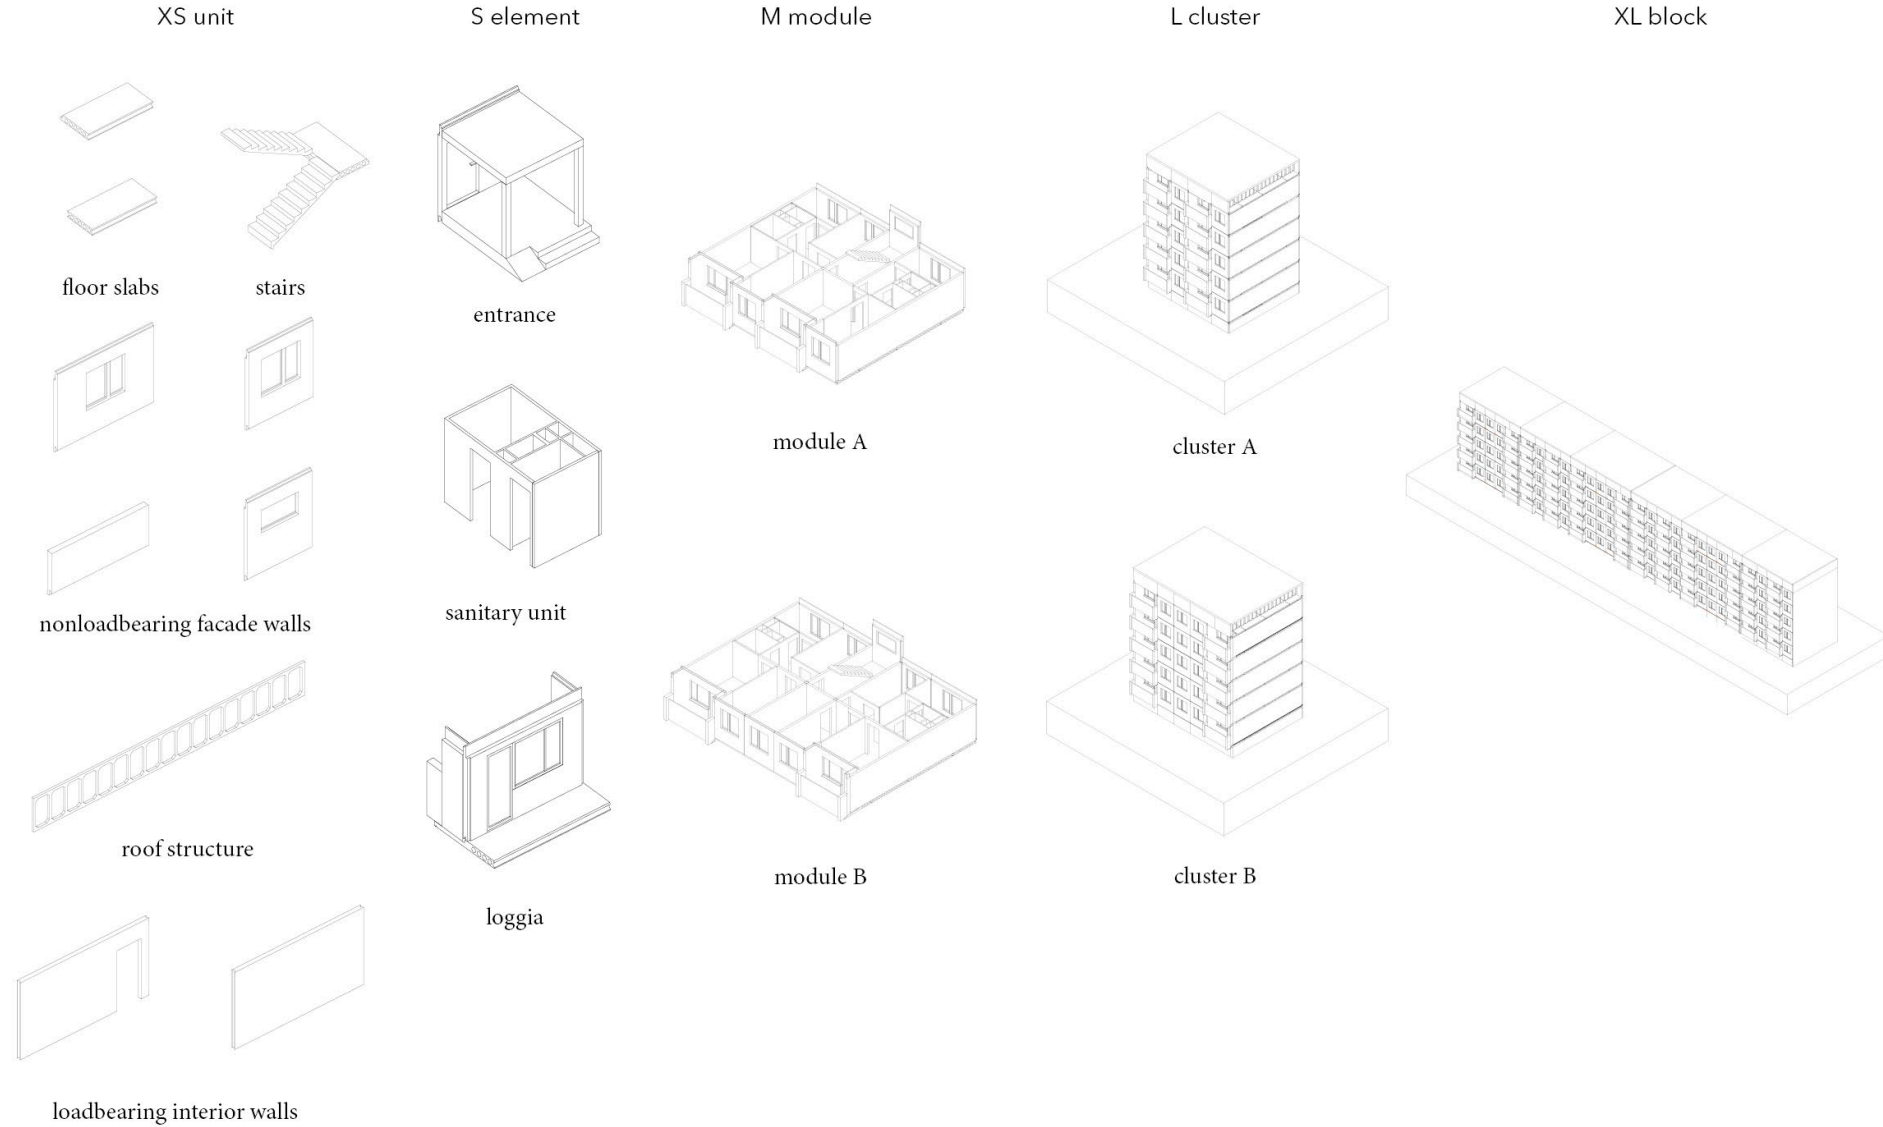 XS unit
S element
M module
L cluster
XL block
floor slabs
stairs
entrance
module A
cluster A
nonloadbearing facade walls
sanitary unit
roof structure
module B
cluster B
loggia
loadbearing interior walls